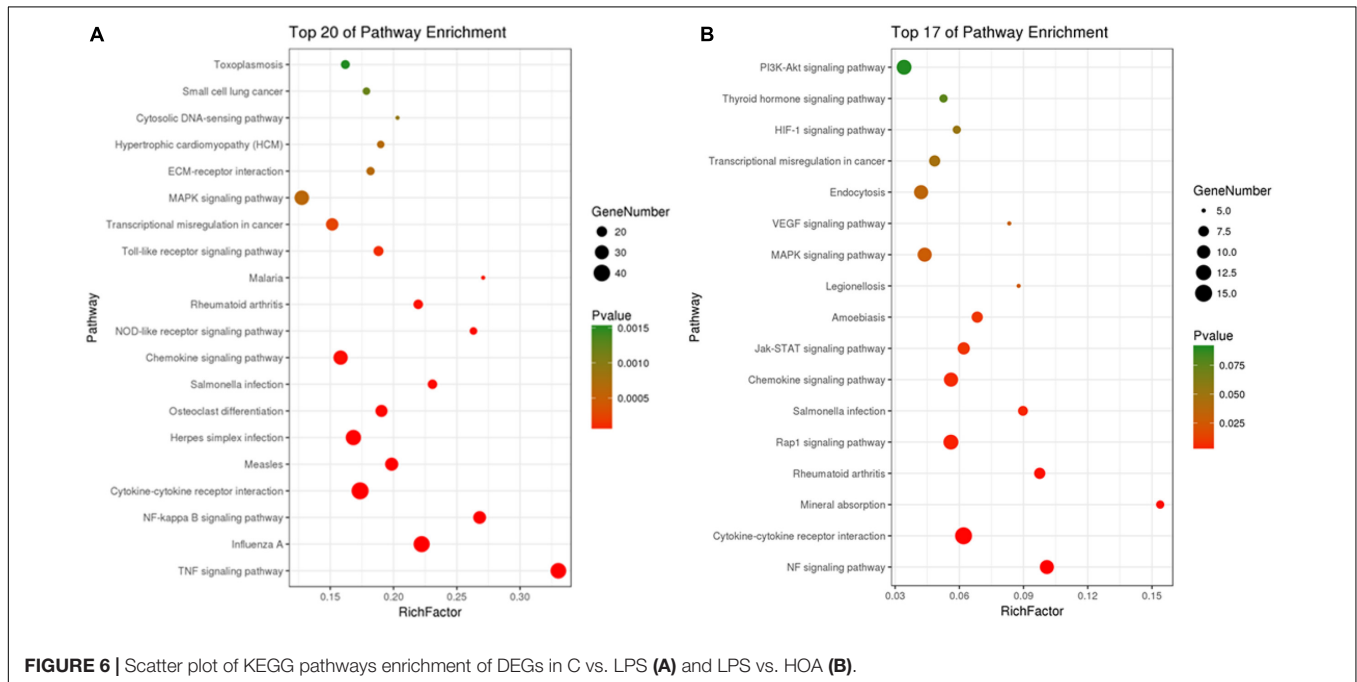 A
Top 20 of Pathway Enrichment
Pathway
Toxoplasmosis
Small cell lung cancer
Cytosolic DNA-sensing pathway
Hypertrophic cardiomyopathy (HCM)
ECM-receptor interaction
MAPK signaling pathway
Transcriptional misregulation in cancer
Toll-like receptor signaling pathway
Malaria
Rheumatoid arthritis
NOD-like receptor signaling pathway
Chemokine signaling pathway
Salmonella infection
Osteoclast differentiation
Herpes simplex infection
Measles
Cytokine-cytokine receptor interaction
NF-kappa B signaling pathway
Influenza A
TNF signaling pathway
0.15 0.20 0.25 0.30
RichFactor
GeneNumber
20
30
40
Pvalue
0.0015
0.0010
0.0005
B
Top 17 of Pathway Enrichment
Pathway
PI3K-Akt signaling pathway
Thyroid hormone signaling pathway
HIF-1 signaling pathway
Transcriptional misregulation in cancer
Endocytosis
VEGF signaling pathway
MAPK signaling pathway
Legionellosis
Amoebiasis
Jak-STAT signaling pathway
Chemokine signaling pathway
Salmonella infection
Rap1 signaling pathway
Rheumatoid arthritis
Mineral absorption
Cytokine-cytokine receptor interaction
NF signaling pathway
0.03 0.06 0.09 0.12 0.15
RichFactor
GeneNumber
5.0
7.5
10.0
12.5
15.0
Pvalue
0.075
0.050
0.025
FIGURE 6 | Scatter plot of KEGG pathways enrichment of DEGs in C vs. LPS (A) and LPS vs. HOA (B).